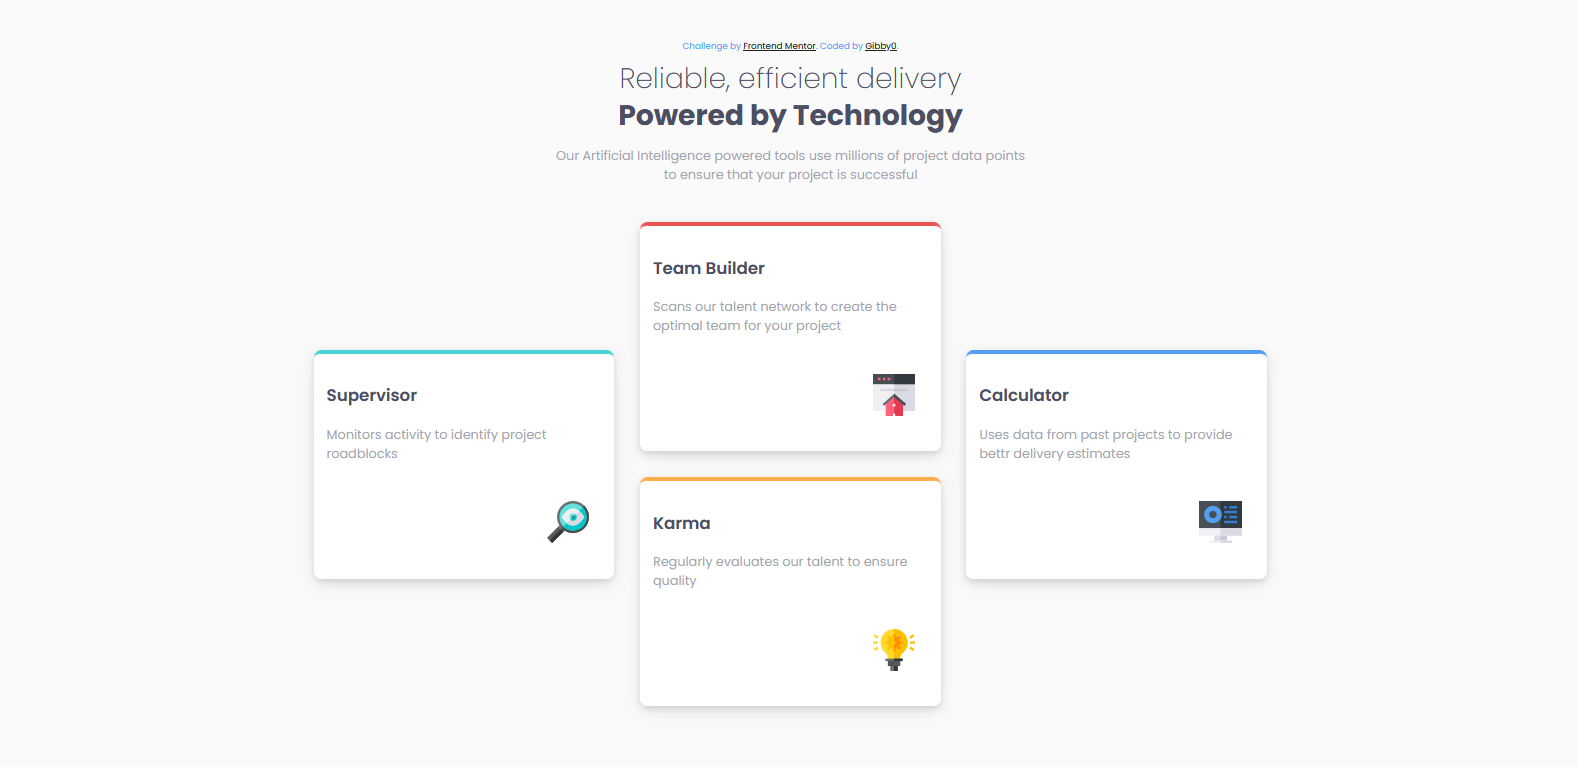 Challenge by Frontend Mentor. Coded by Gibby0.
Reliable, efficient delivery
Powered by Technology
Our Artificial Intelligence powered tools use millions of project data points
to ensure that your project is successful
Team Builder
Scans our talent network to create the
optimal team for your project
Supervisor
Monitors activity to identify project
roadblocks
Calculator
Uses data from past projects to provide
bettr delivery estimates
Karma
Regularly evaluates our talent to ensure
quality